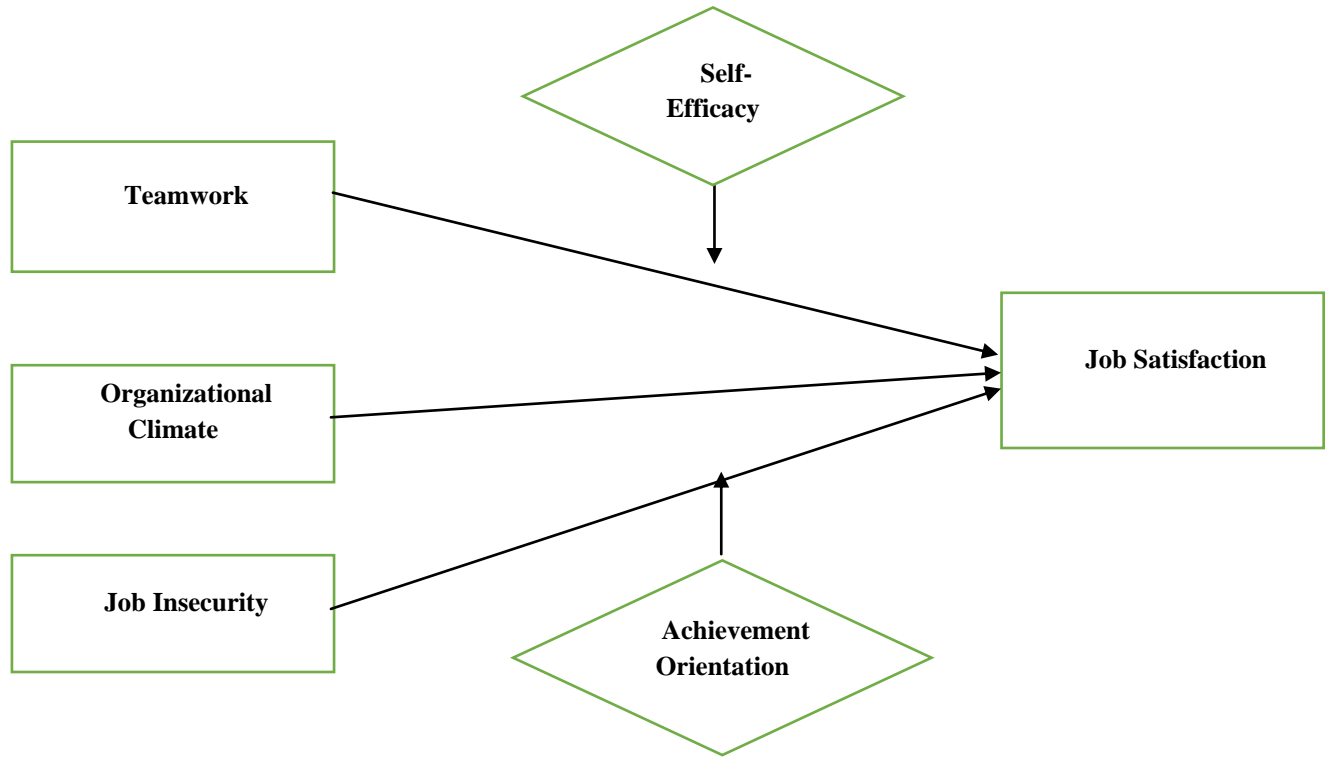 Self-
Efficacy
Teamwork
Job Satisfaction
Organizational
Climate
Job Insecurity
Achievement
Orientation